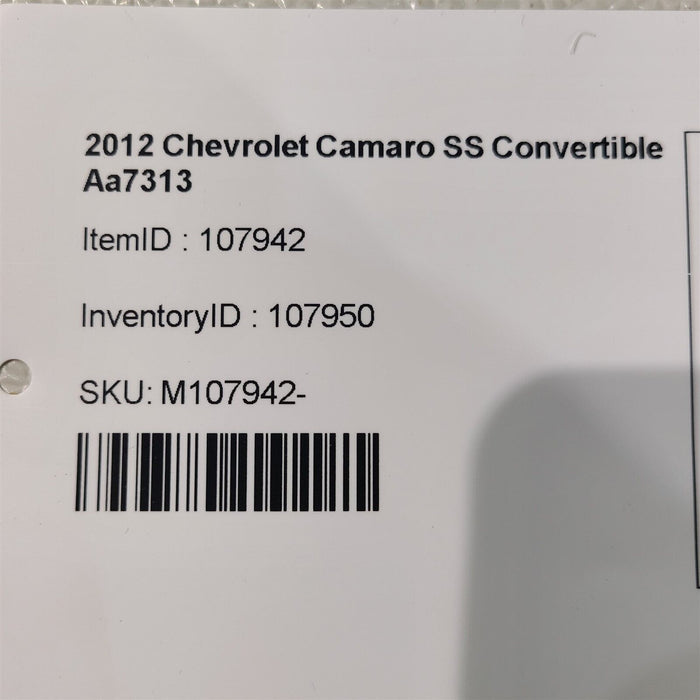 2012 Chevrolet Camaro SS Convertible
Aa7313
ItemID : 107942
InventoryID : 107950
SKU: M107942-